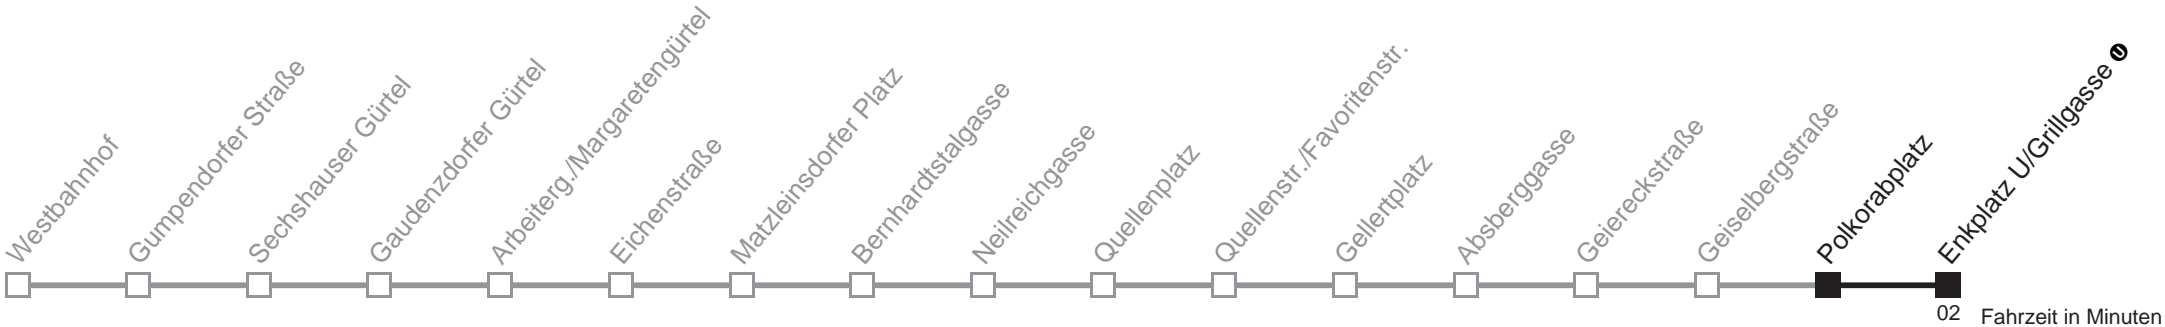 Westbahnhof
Gumpendorfer Straße
Sechshauser Gürtel
Gaudenzdorfer Gürtel
Arbeiterg./Margaretengürtel
Eichenstraße
Matzleinsdorfer Platz
Bernhardtstalgasse
Neilreichgasse
Quellenplatz
Quellenstr./Favoritenstr.
Gellertplatz
Absberggasse
Geiereckstraße
Geiselbergstraße
Polkorabplatz
Enkplatz U/Grillgasse U
02
Fahrzeit in Minuten